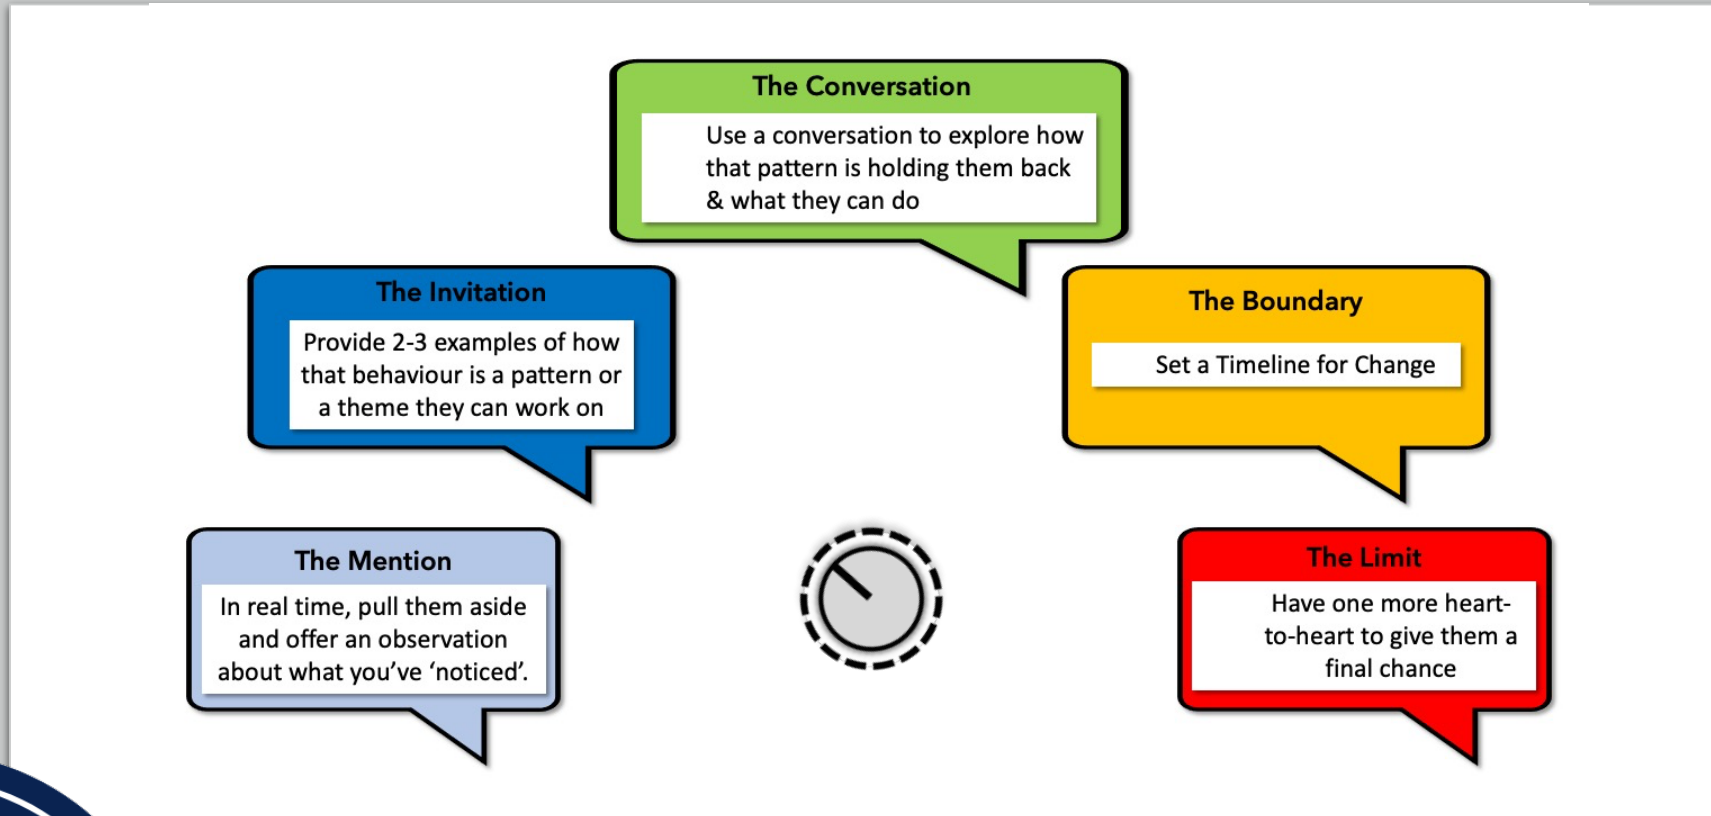 The Conversation
Use a conversation to explore how
that pattern is holding them back
& what they can do
The Invitation
Provide 2-3 examples of how
that behaviour is a pattern or
a theme they can work on
The Boundary
Set a Timeline for Change
The Mention
In real time, pull them aside
and offer an observation
about what you’ve ‘noticed’.
The Limit
Have one more heart-
to-heart to give them a
final chance